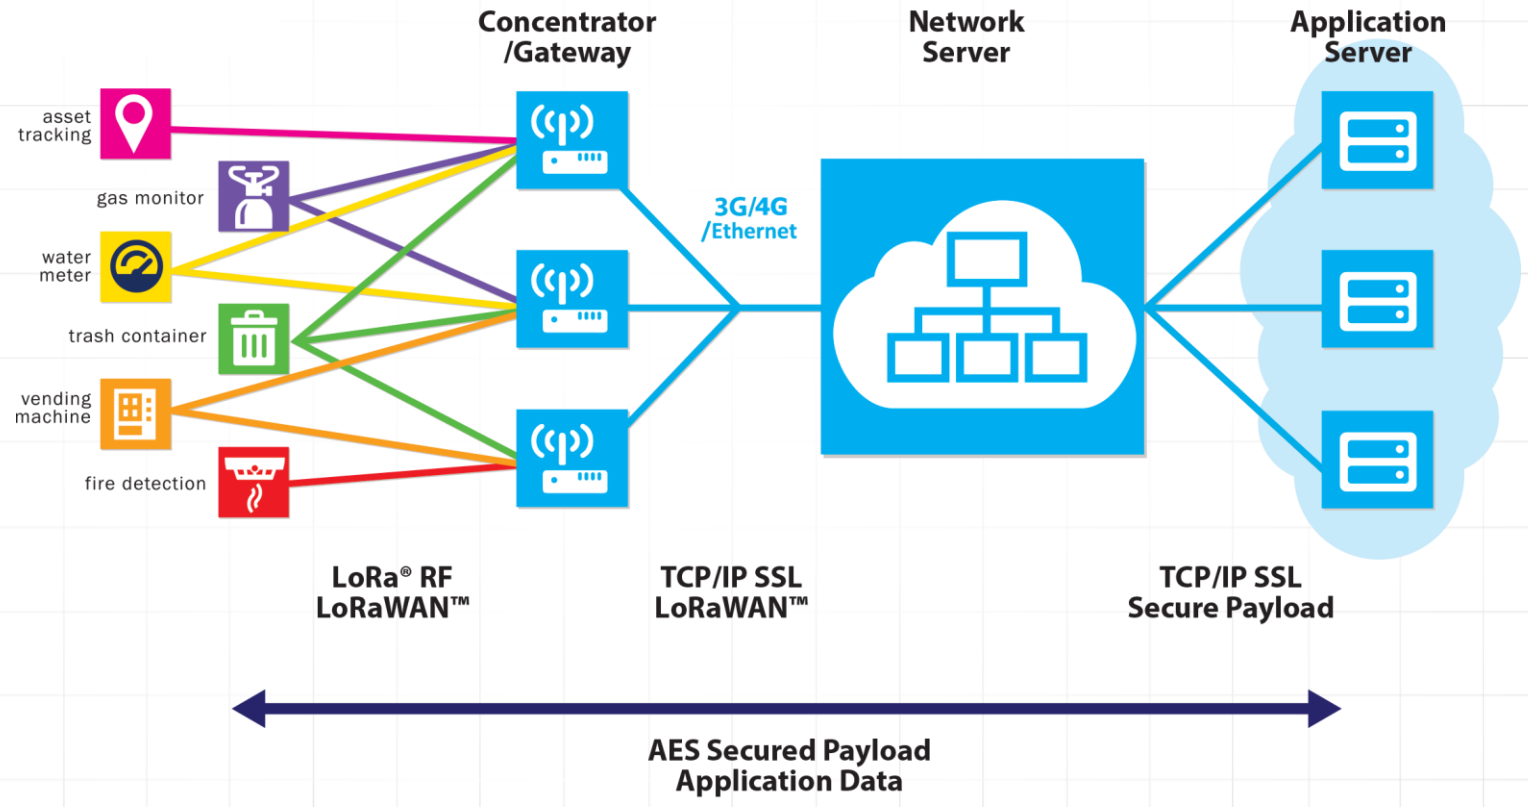 Concentrator
/Gateway
Network
Server
Application
Server
asset
tracking
gas monitor
water
meter
trash container
vending
machine
fire detection
3G/4G
/Ethernet
LoRa® RF
LoRaWAN™
TCP/IP SSL
LoRaWAN™
TCP/IP SSL
Secure Payload
AES Secured Payload
Application Data